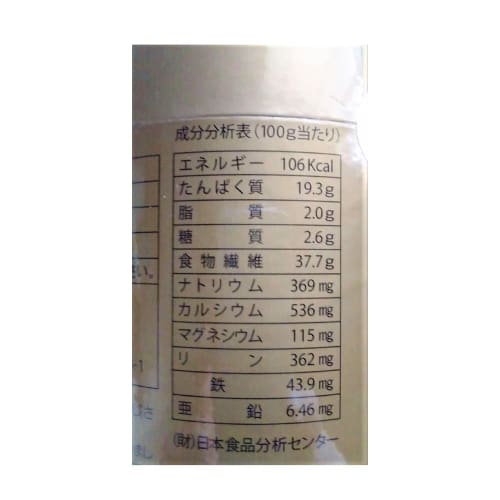 成分分析表(100g当たり)
エネルギー 106Kcal
たんぱく質 19.3g
脂質 2.0g
糖質 2.6g
食物繊維 37.7g
ナトリウム 369mg
カルシウム 536mg
マグネシウム 115mg
リン 362mg
鉄 43.9mg
亜鉛 6.46mg
(財)日本食品分析センター
さい。
-1